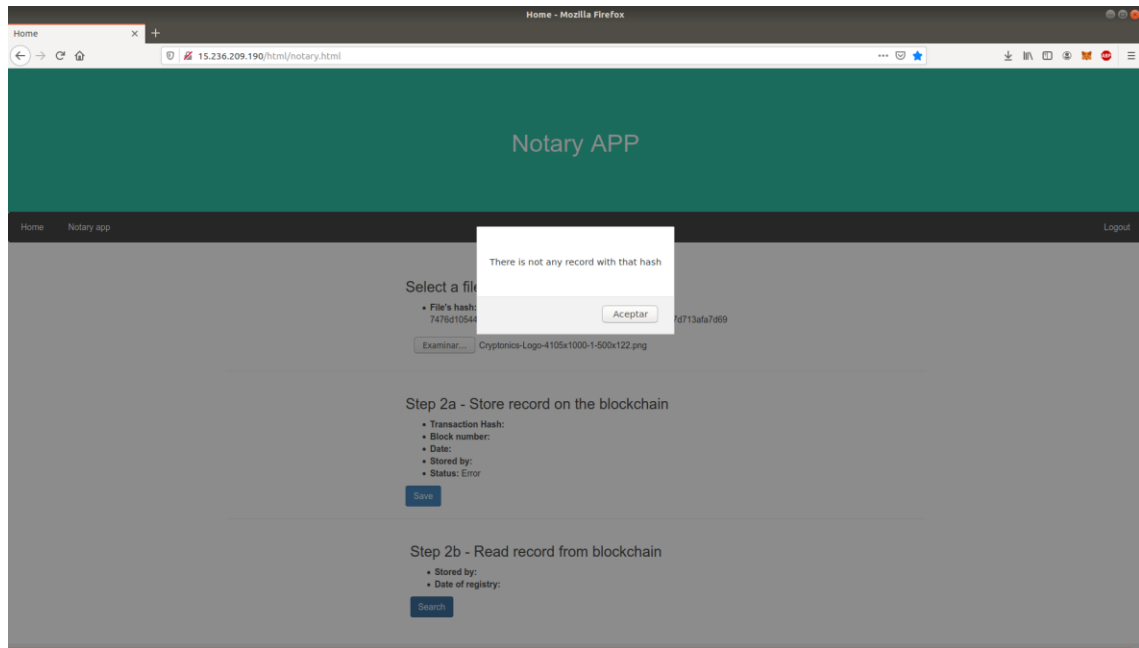 Home - Mozilla Firefox
Home
15.236.209.190/html/notary.html
Notary APP
Home Notary app Logout
There is not any record with that hash
Aceptar
Select a file
File's hash:
7476d10544 7d713afa7d69
Examinar... Cryptonics-Logo-4105x1000-1-500x122.png
Step 2a - Store record on the blockchain
Transaction Hash:
Block number:
Date:
Stored by:
Status: Error
Save
Step 2b - Read record from blockchain
Stored by:
Date of registry:
Search